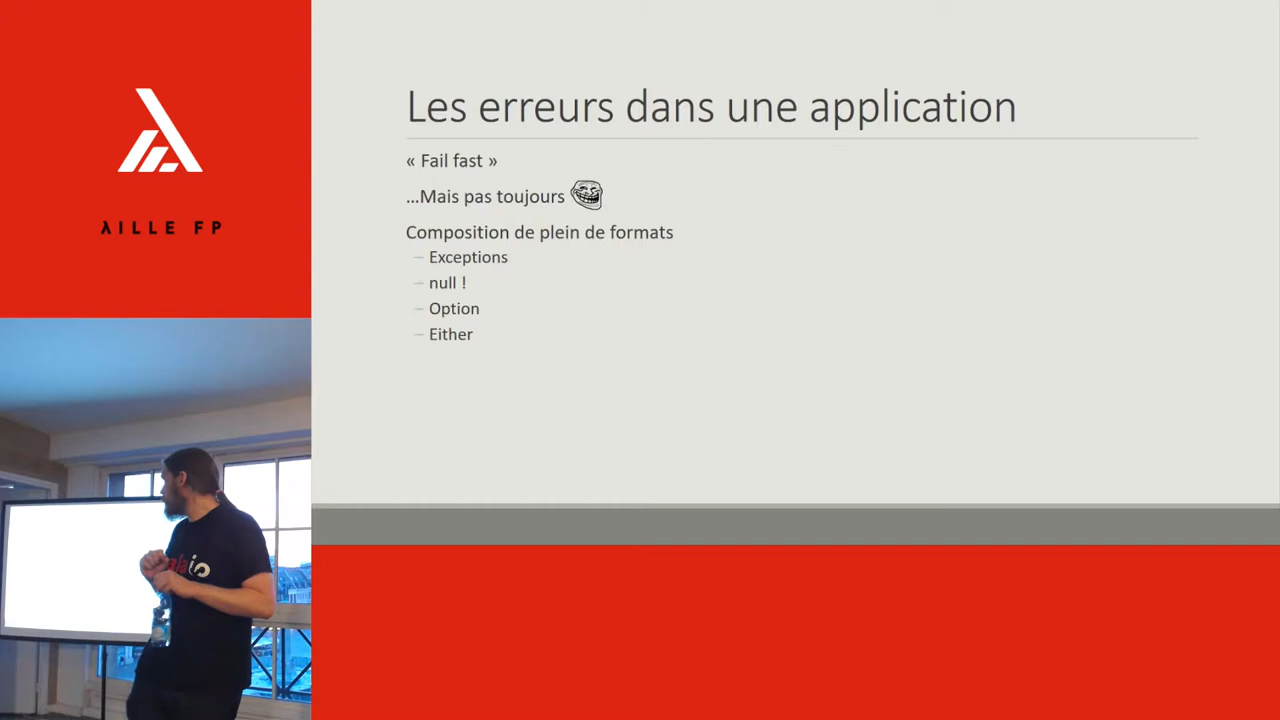 λILLE FP
Les erreurs dans une application
« Fail fast »
...Mais pas toujours
Composition de plein de formats
– Exceptions
– null !
– Option
– Either